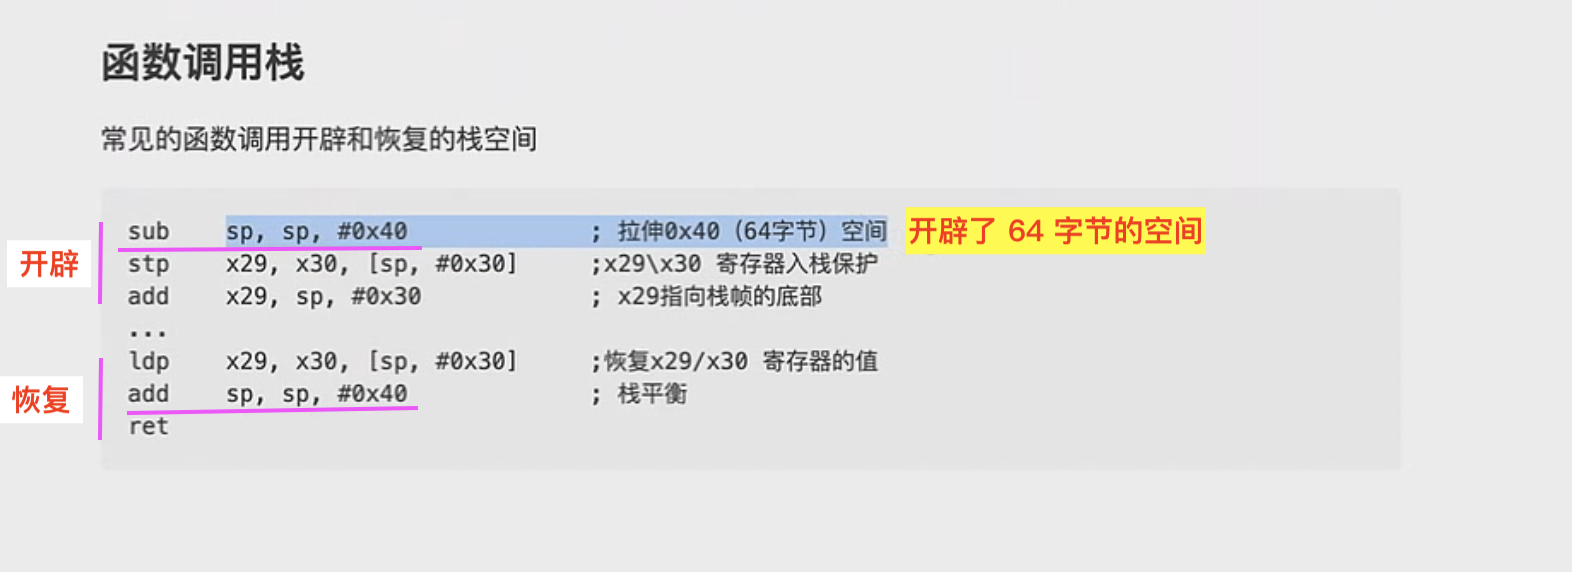 函数调用栈
常见的函数调用开辟和恢复的栈空间
sub sp, sp, #0x40 ; 拉伸0x40（64字节）空间 开辟了 64 字节的空间
开辟
stp x29, x30, [sp, #0x30] ;x29\x30 寄存器入栈保护
add x29, sp, #0x30 ; x29指向栈帧的底部
...
ldp x29, x30, [sp, #0x30] ;恢复x29/x30 寄存器的值
恢复
add sp, sp, #0x40 ; 栈平衡
ret